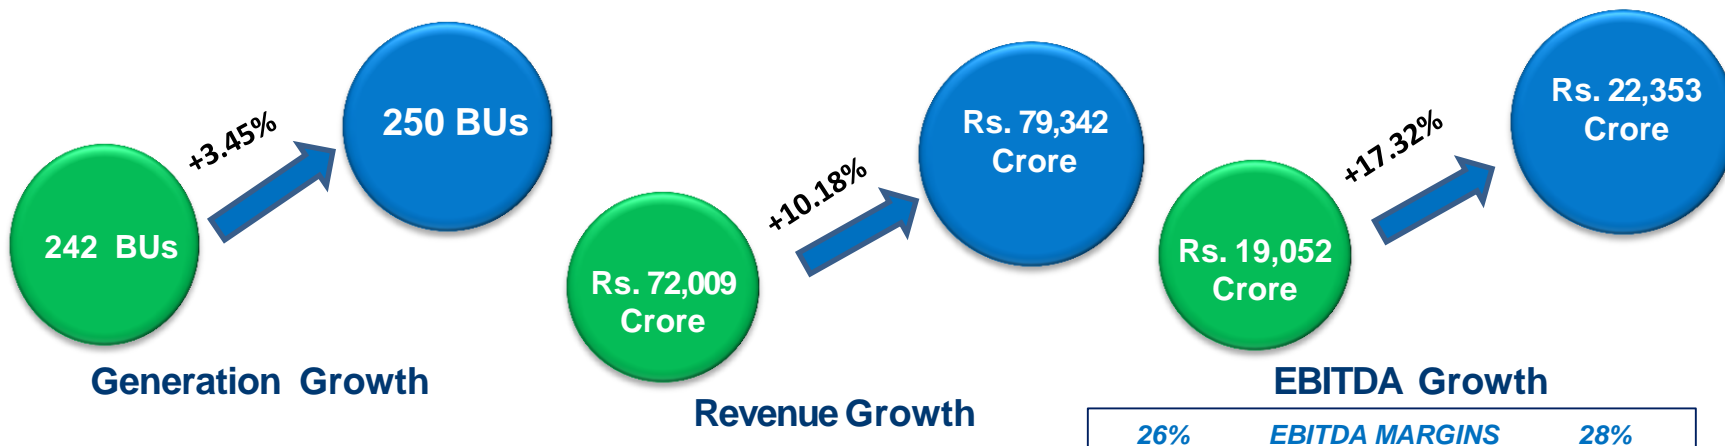 242 BUs
+3.45%
250 BUs
Generation Growth
Rs. 72,009
Crore
+10.18%
Rs. 79,342
Crore
Revenue Growth
Rs. 19,052
Crore
+17.32%
Rs. 22,353
Crore
EBITDA Growth
26% EBITDA MARGINS 28%